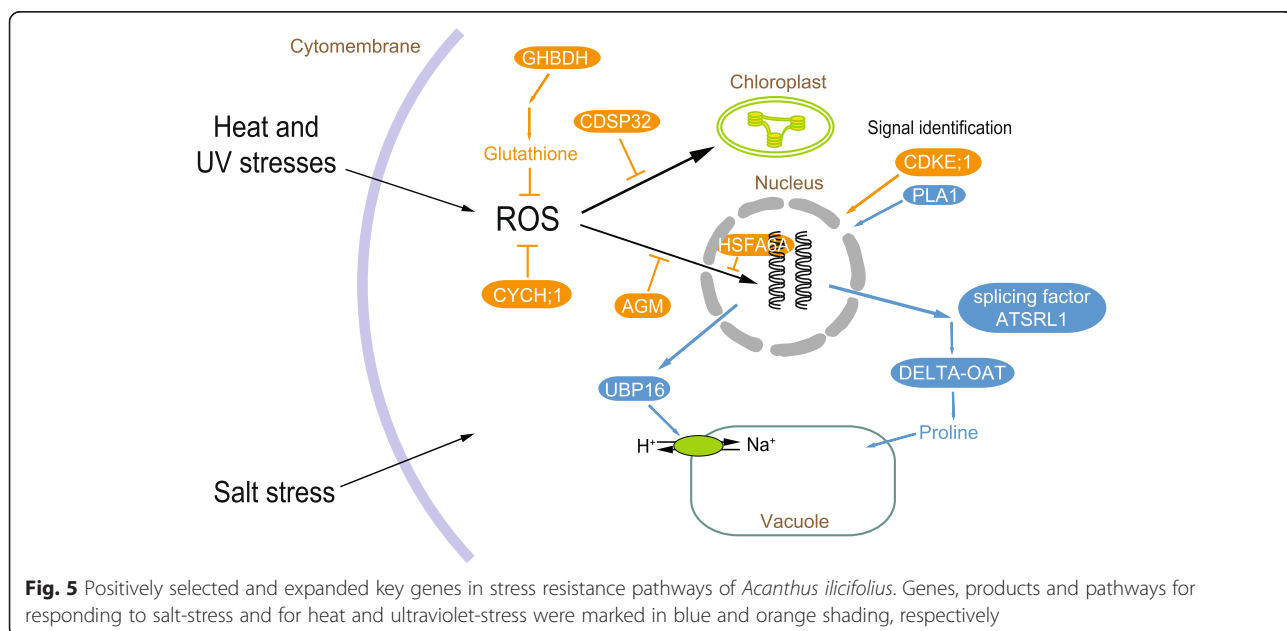 Cytomembrane
GHBDH
Chloroplast
CDSP32
Heat and
UV stresses
Signal identification
Glutathione
CDKE;1
Nucleus
PLA1
ROS
HSFA6A
CYCH;1
AGM
splicing factor
ATSRL1
DELTA-OAT
UBP16
Proline
H⁺
Na⁺
Salt stress
Vacuole
Fig. 5 Positively selected and expanded key genes in stress resistance pathways of Acanthus ilicifolius. Genes, products and pathways for
responding to salt-stress and for heat and ultraviolet-stress were marked in blue and orange shading, respectively